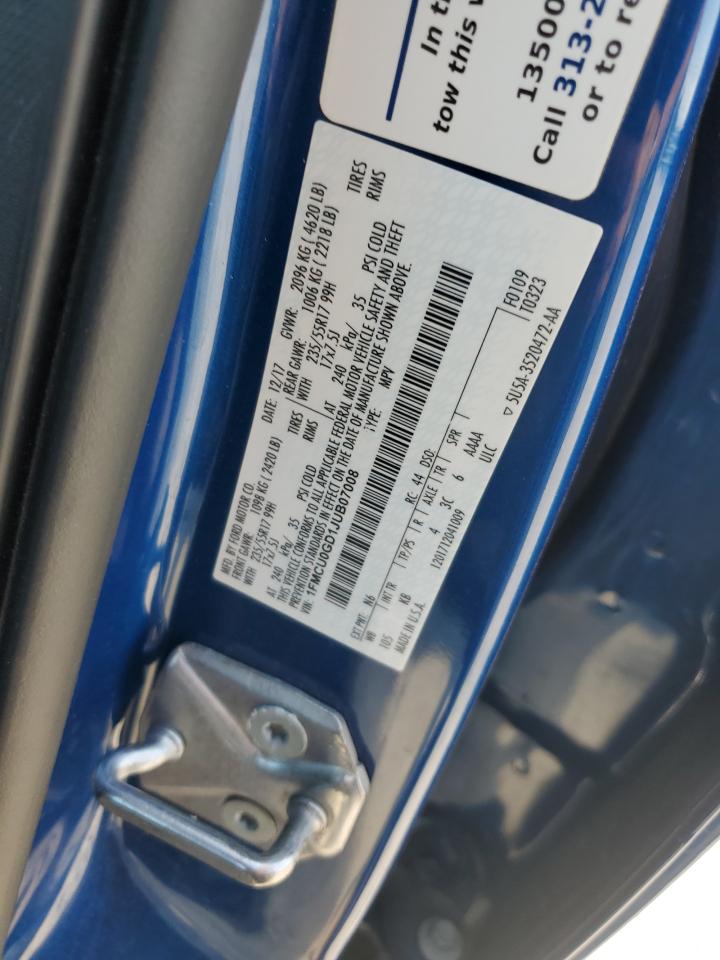 In t
tow this v
13500
Call 313-2
or to re
MFD. BY FORD MOTOR CO. DATE: 12/17 GVWR: 2096 KG ( 4620 LB)
FRONT GAWR: 1098 KG ( 2420 LB) REAR GAWR: 1006 KG ( 2218 LB)
WITH 235/55R17 99H TIRES WITH 235/55R17 99H TIRES
17x7.5J RIMS 17x7.5J RIMS
AT 240 kPa/ 35 PSI COLD AT 240 kPa/ 35 PSI COLD
THIS VEHICLE CONFORMS TO ALL APPLICABLE FEDERAL MOTOR VEHICLE SAFETY AND THEFT
PREVENTION STANDARDS IN EFFECT ON THE DATE OF MANUFACTURE SHOWN ABOVE.
VIN: 1FMCU0GD1JUB07008 TYPE: MPV
EXT PNT: N6 RC: 44 DSO: F0109
WB INT TR TP/PS R AXLE TR SPR T0323
105 KB 4 3C 6 AAAA
MADE IN U.S.A. 1201712041009 ULC ▽ 5U5A-3520472-AA